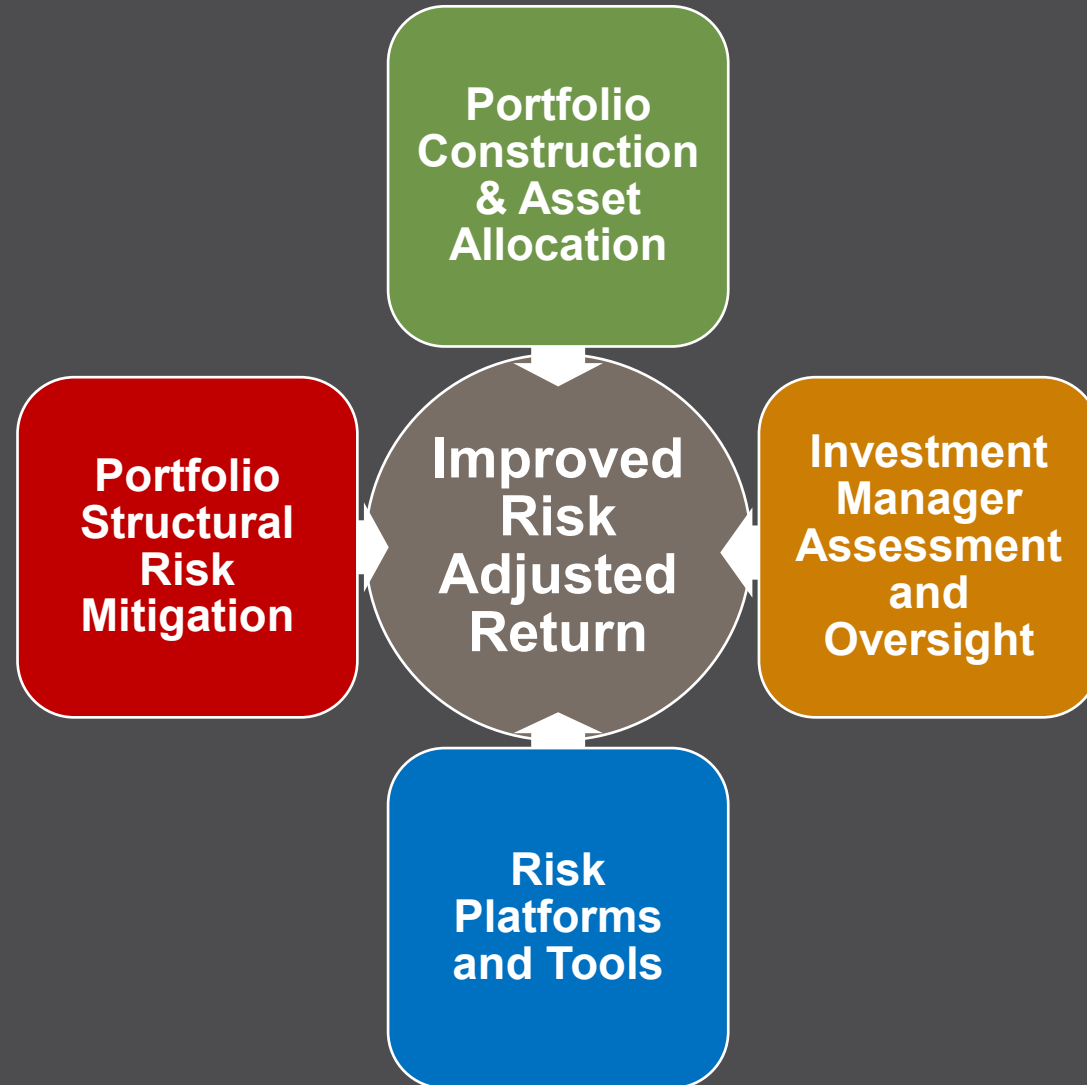 Portfolio
Construction
& Asset
Allocation
Portfolio
Structural
Risk
Mitigation
Improved
Risk
Adjusted
Return
Investment
Manager
Assessment
and
Oversight
Risk
Platforms
and Tools